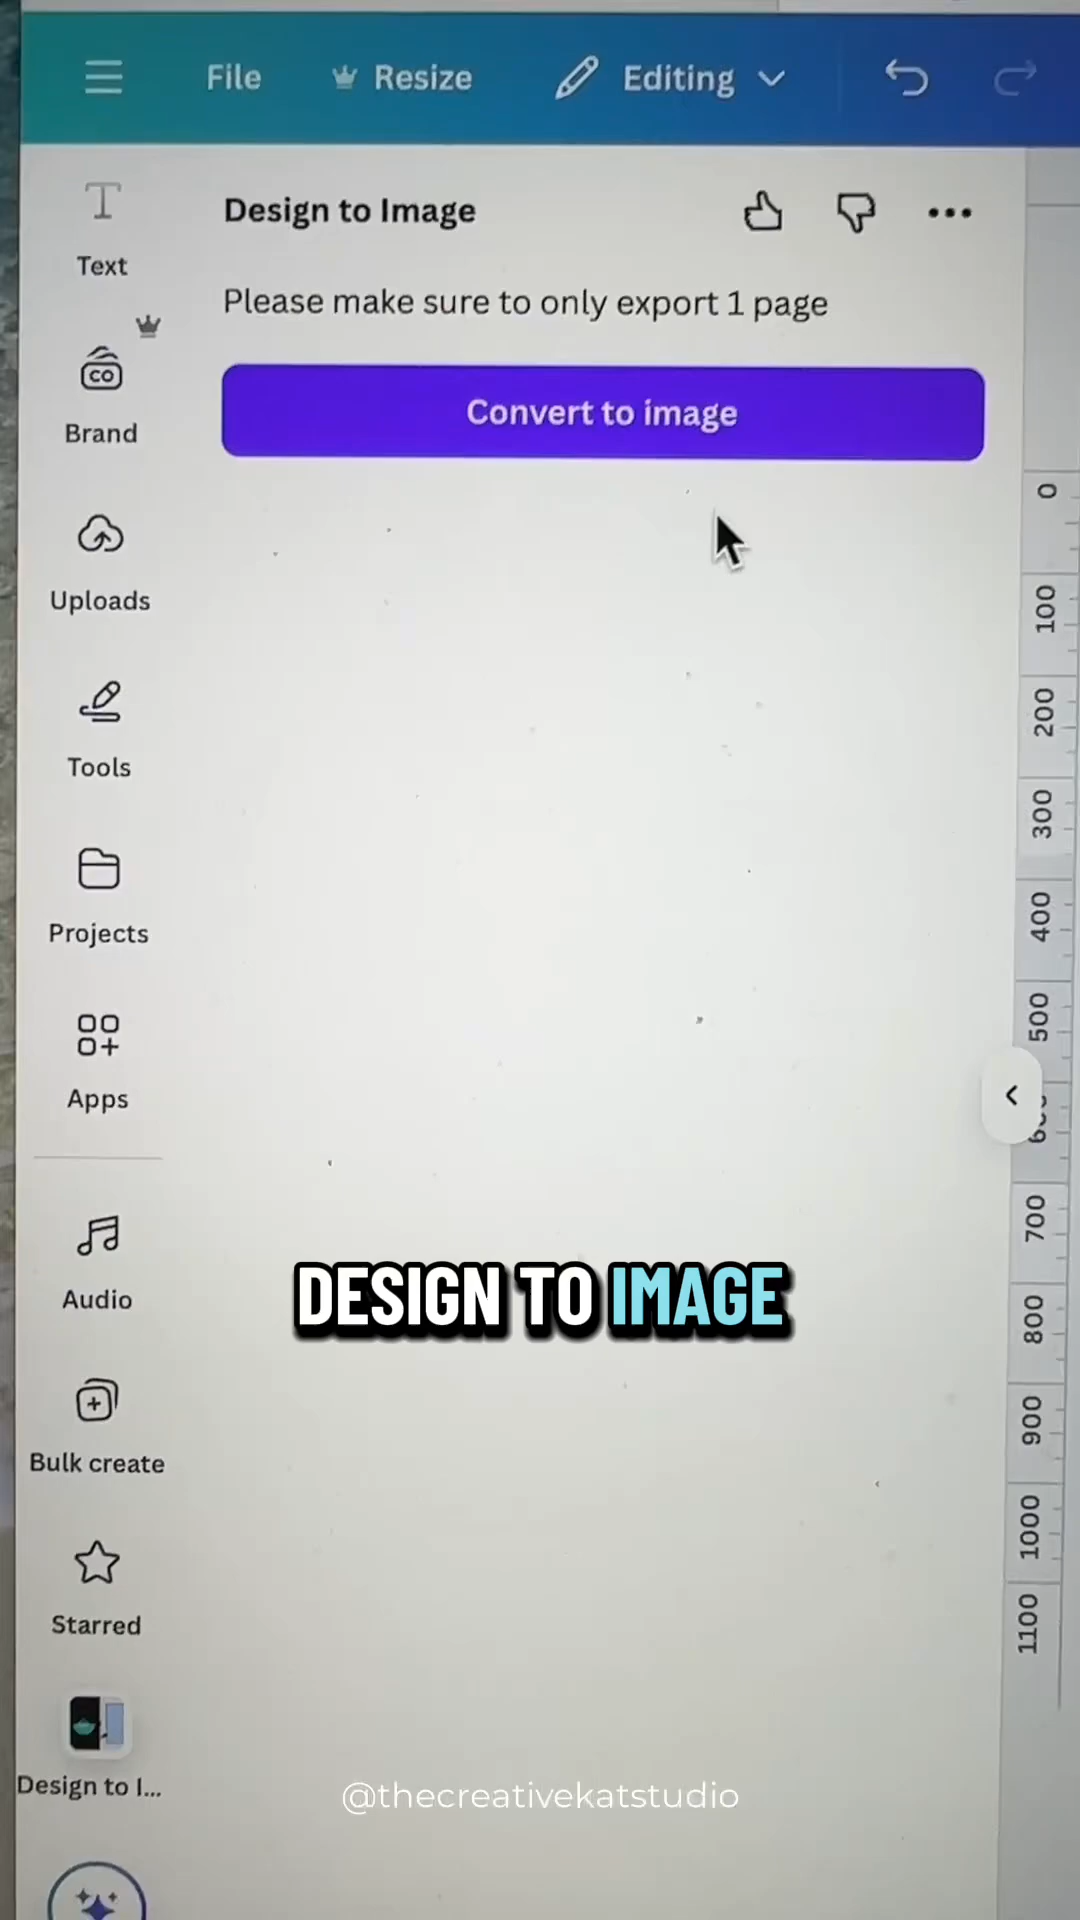 File
Resize
Editing
Text
Design to Image
Please make sure to only export 1 page
CO
Brand
Convert to image
Uploads
Tools
Projects
Apps
Audio
Bulk create
Starred
Design to I...
0
100
200
300
400
500
700
800
900
1000
1100
DESIGN TO IMAGE
@thecreativekatstudio